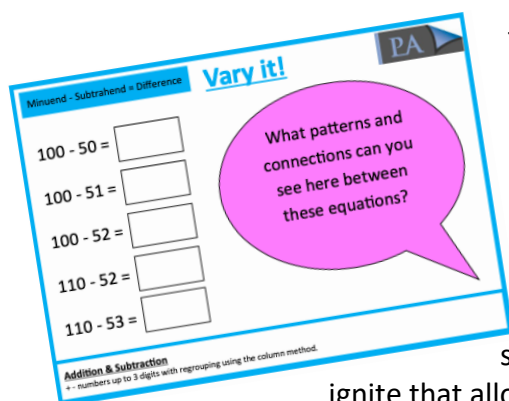 PA
Minuend - Subtrahend = Difference
Vary it!
100 - 50 =
100 - 51 =
100 - 52 =
110 - 52 =
110 - 53 =
What patterns and
connections can you
see here between
these equations?
Addition & Subtraction
+ - numbers up to 3 digits with regrouping using the column method.
ignite that allo